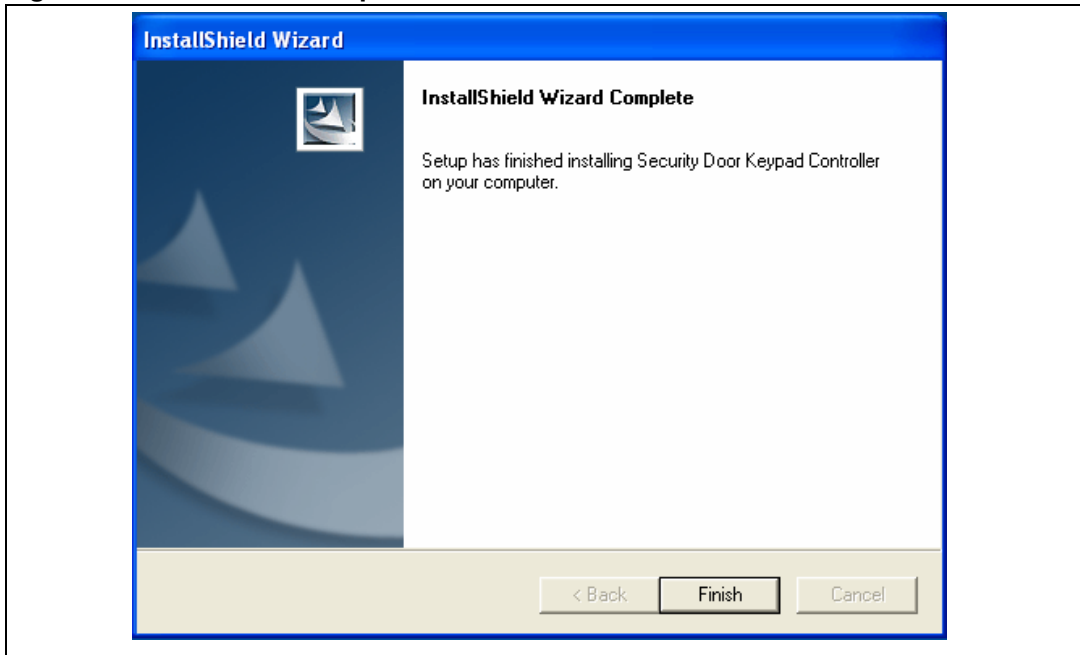 InstallShield Wizard
InstallShield Wizard Complete
Setup has finished installing Security Door Keypad Controller
on your computer.
< Back
Finish
Cancel